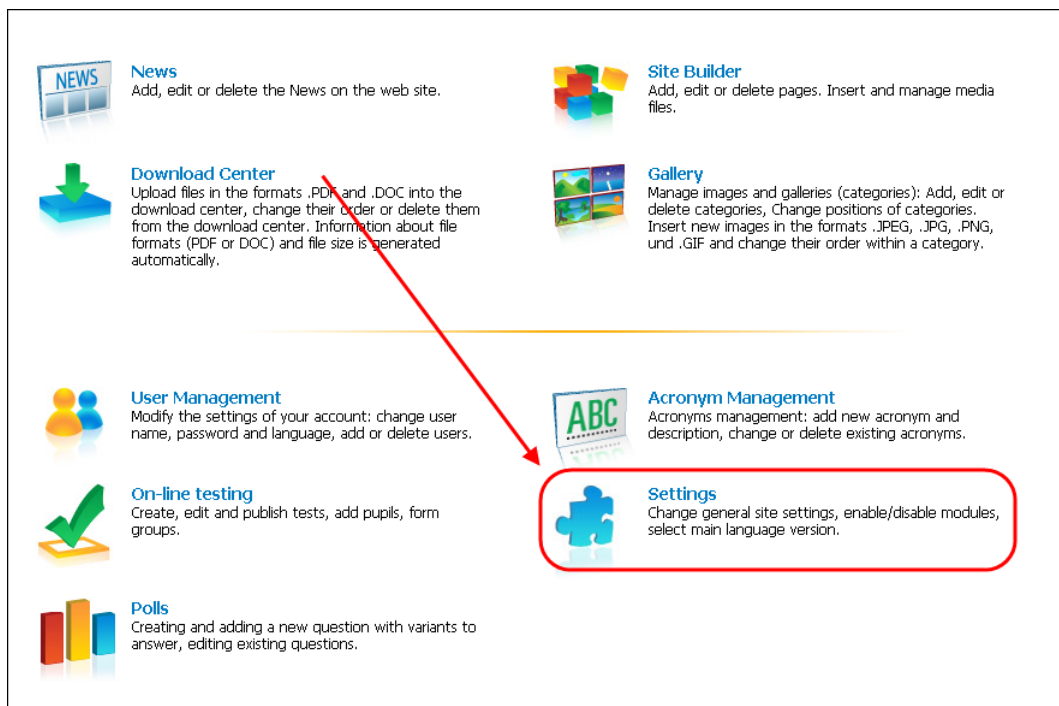 NEWS
News
Add, edit or delete the News on the web site.
Site Builder
Add, edit or delete pages. Insert and manage media
files.
Download Center
Upload files in the formats .PDF and .DOC into the
download center, change their order or delete them
from the download center. Information about file
formats (PDF or DOC) and file size is generated
automatically.
Gallery
Manage images and galleries (categories): Add, edit or
delete categories, Change positions of categories.
Insert new images in the formats .JPEG, .JPG, .PNG,
und .GIF and change their order within a category.
User Management
Modify the settings of your account: change user
name, password and language, add or delete users.
ABC
Acronym Management
Acronyms management: add new acronym and
description, change or delete existing acronyms.
On-line testing
Create, edit and publish tests, add pupils, form
groups.
Settings
Change general site settings, enable/disable modules,
select main language version.
Polls
Creating and adding a new question with variants to
answer, editing existing questions.